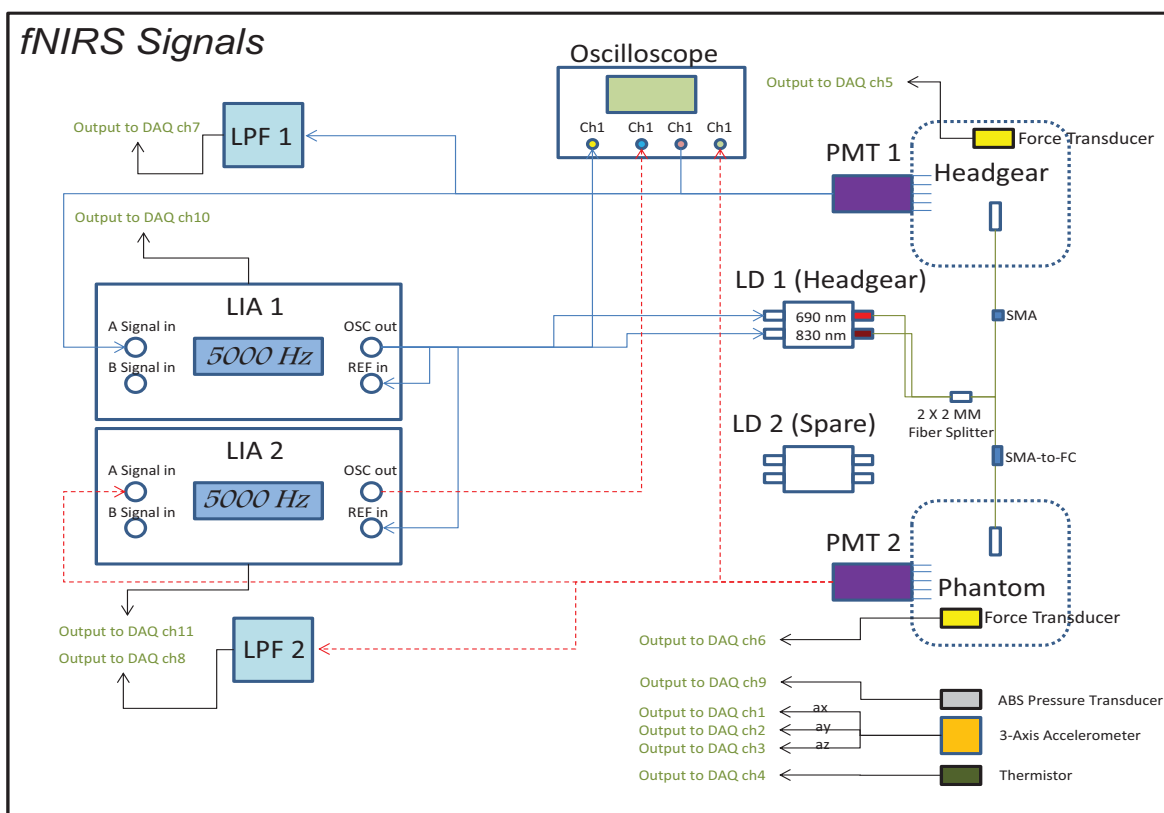 fNIRS Signals
Oscilloscope
Ch1 Ch1 Ch1 Ch1
Output to DAQ ch5
Force Transducer
Headgear
PMT 1
Output to DAQ ch7
LPF 1
Output to DAQ ch10
LIA 1
A Signal in
B Signal in
5000 Hz
OSC out
REF in
LD 1 (Headgear)
690 nm
830 nm
SMA
2 X 2 MM
Fiber Splitter
SMA-to-FC
LD 2 (Spare)
LIA 2
A Signal in
B Signal in
5000 Hz
OSC out
REF in
PMT 2
Phantom
Force Transducer
Output to DAQ ch11
Output to DAQ ch8
LPF 2
Output to DAQ ch6
Output to DAQ ch9
ABS Pressure Transducer
Output to DAQ ch1
ax
Output to DAQ ch2
ay
Output to DAQ ch3
az
3-Axis Accelerometer
Output to DAQ ch4
Thermistor